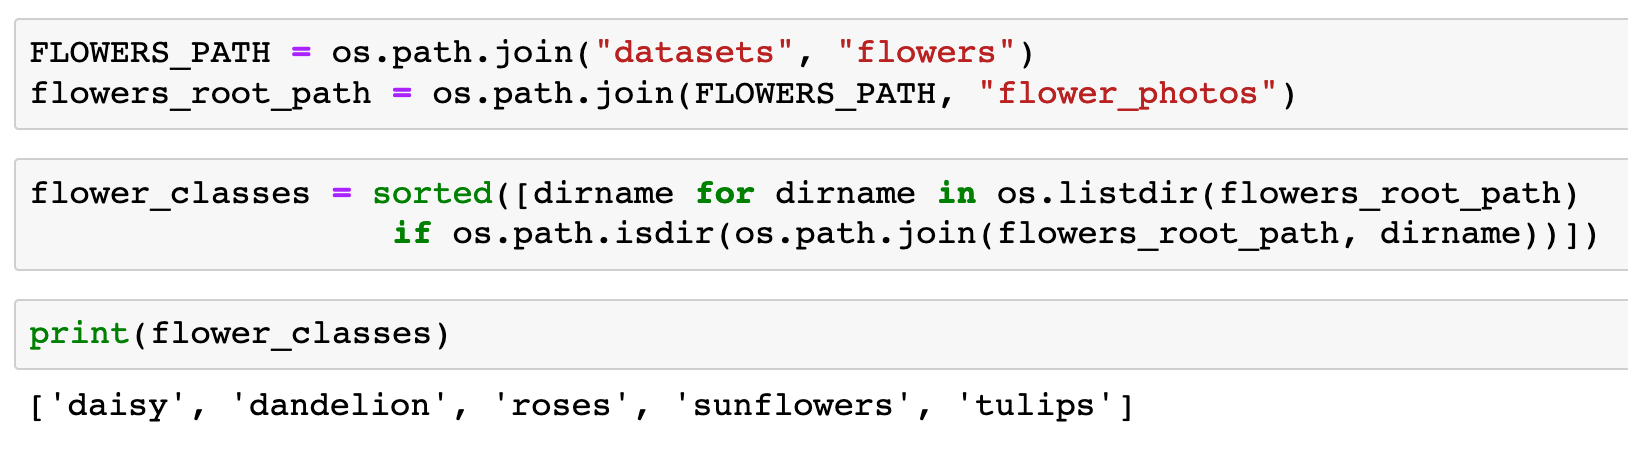 FLOWERS_PATH = os.path.join("datasets", "flowers")
flowers_root_path = os.path.join(FLOWERS_PATH, "flower_photos")
flower_classes = sorted([dirname for dirname in os.listdir(flowers_root_path)
                  if os.path.isdir(os.path.join(flowers_root_path, dirname))])
print(flower_classes)
['daisy', 'dandelion', 'roses', 'sunflowers', 'tulips']